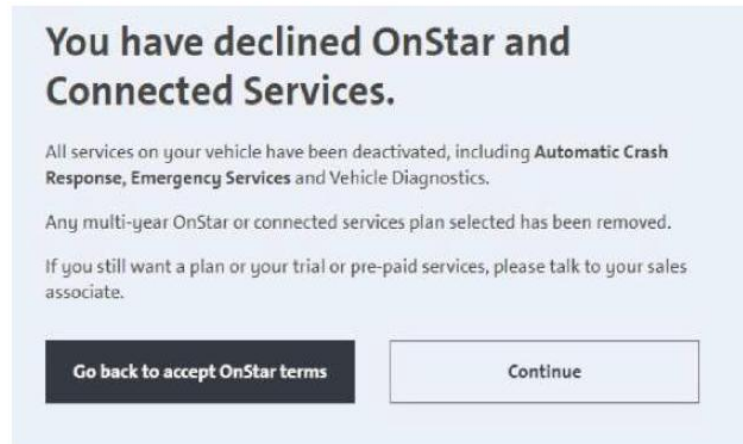 You have declined OnStar and
Connected Services.
All services on your vehicle have been deactivated, including Automatic Crash
Response, Emergency Services and Vehicle Diagnostics.
Any multi-year OnStar or connected services plan selected has been removed.
If you still want a plan or your trial or pre-paid services, please talk to your sales
associate.
Go back to accept OnStar terms
Continue